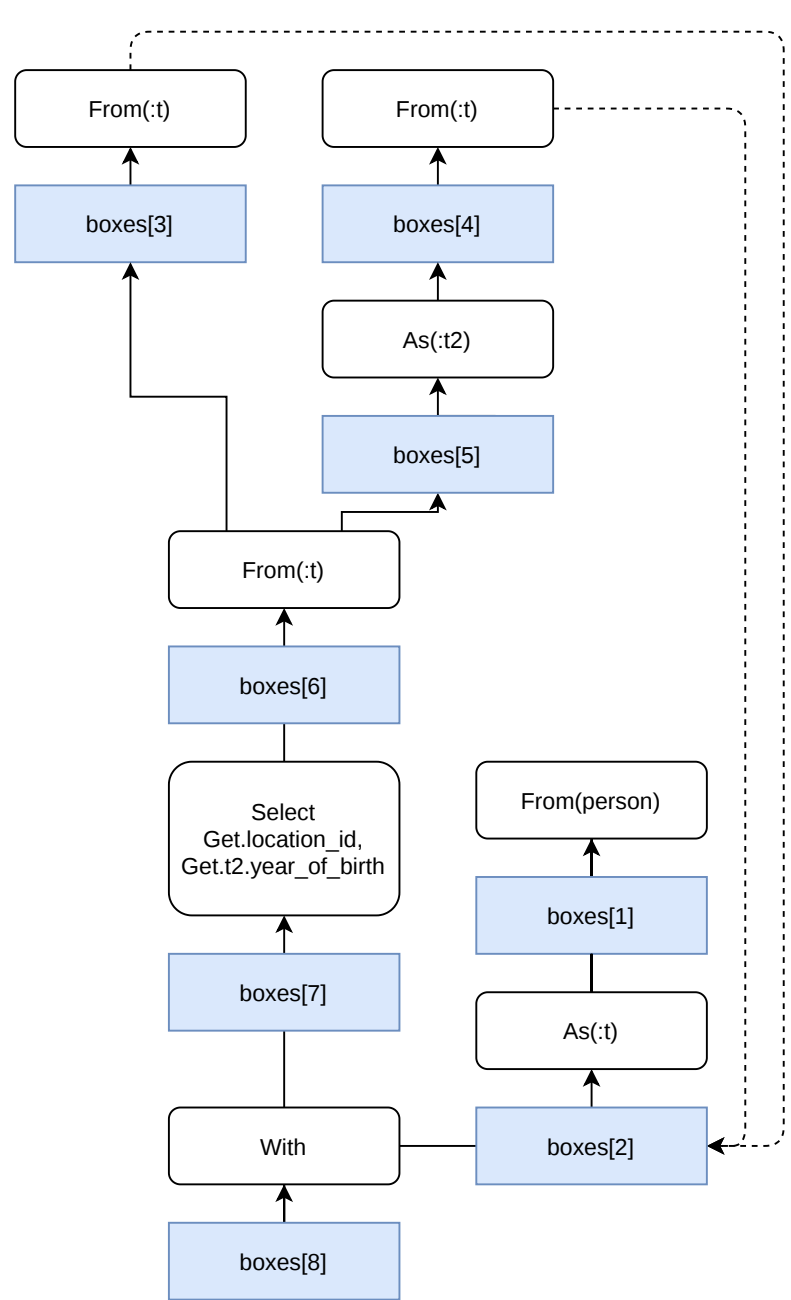 From(:t)
From(:t)
boxes[3]
boxes[4]
As(:t2)
boxes[5]
From(:t)
boxes[6]
Select
Get.location_id,
Get.t2.year_of_birth
From(person)
boxes[1]
boxes[7]
As(:t)
With
boxes[2]
boxes[8]